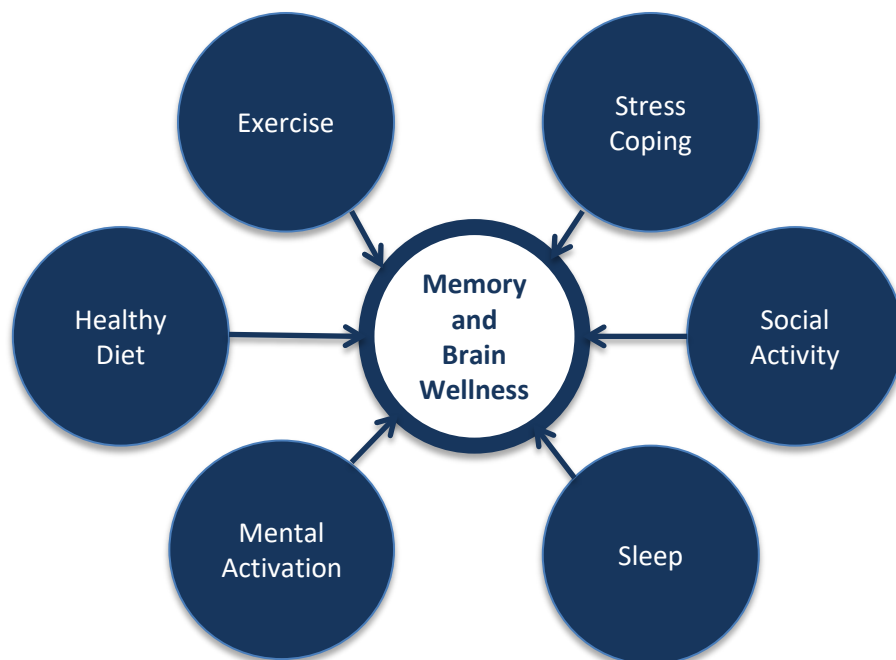 Exercise
Stress
Coping
Healthy
Diet
Memory
and
Brain
Wellness
Social
Activity
Mental
Activation
Sleep